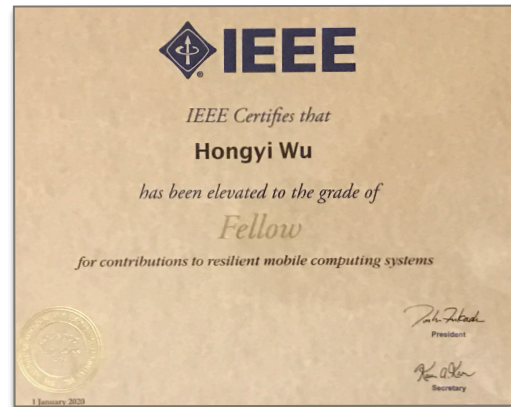 IEEE
IEEE Certifies that
Hongyi Wu
has been elevated to the grade of
Fellow
for contributions to resilient mobile computing systems
President
Secretary
1 January 2020